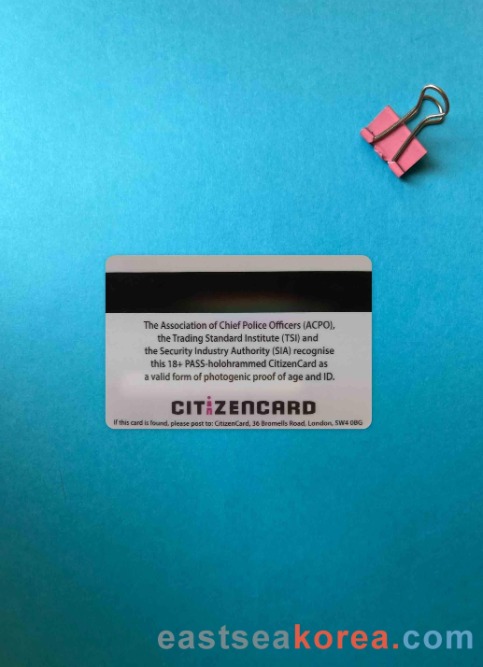 The Association of Chief Police Officers (ACPO),
the Trading Standard Institute (TSI) and
the Security Industry Authority (SIA) recognise
this 18+ PASS-holohrammed CitizenCard as
a valid form of photogenic proof of age and ID.
CITiZENCARD
If this card is found, please post to: CitizenCard, 36 Bromells Road, London, SW4 0BG
eastseakorea.com